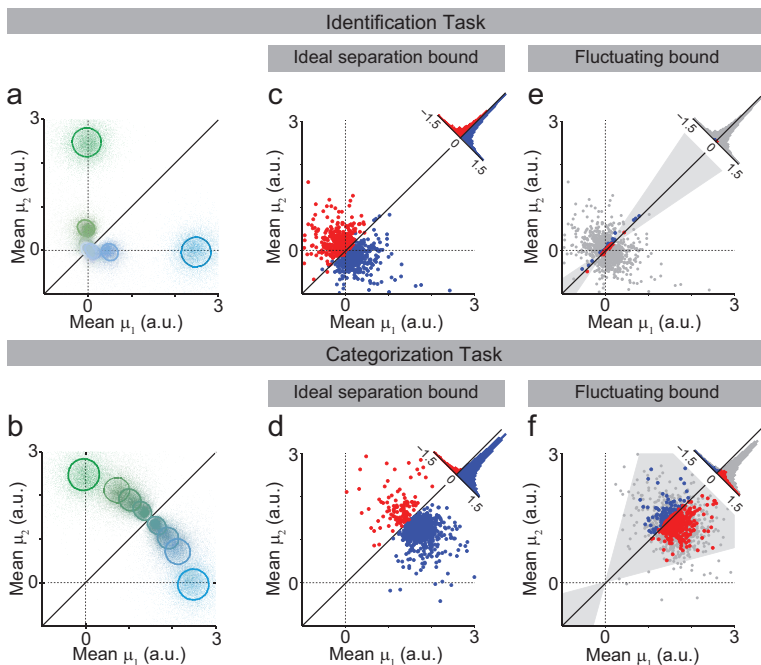 Identification Task
Ideal separation bound
Fluctuating bound
a
c
e
3
Mean μ2 (a.u.)
0
0
3
Mean μ1 (a.u.)
3
Mean μ2 (a.u.)
0
0
3
Mean μ1 (a.u.)
−1.5
0
1.5
3
Mean μ2 (a.u.)
0
0
3
Mean μ1 (a.u.)
−1.5
0
1.5
Categorization Task
Ideal separation bound
Fluctuating bound
b
d
f
3
Mean μ2 (a.u.)
0
0
3
Mean μ1 (a.u.)
3
Mean μ2 (a.u.)
0
0
3
Mean μ1 (a.u.)
−1.5
0
1.5
3
Mean μ2 (a.u.)
0
0
3
Mean μ1 (a.u.)
−1.5
0
1.5